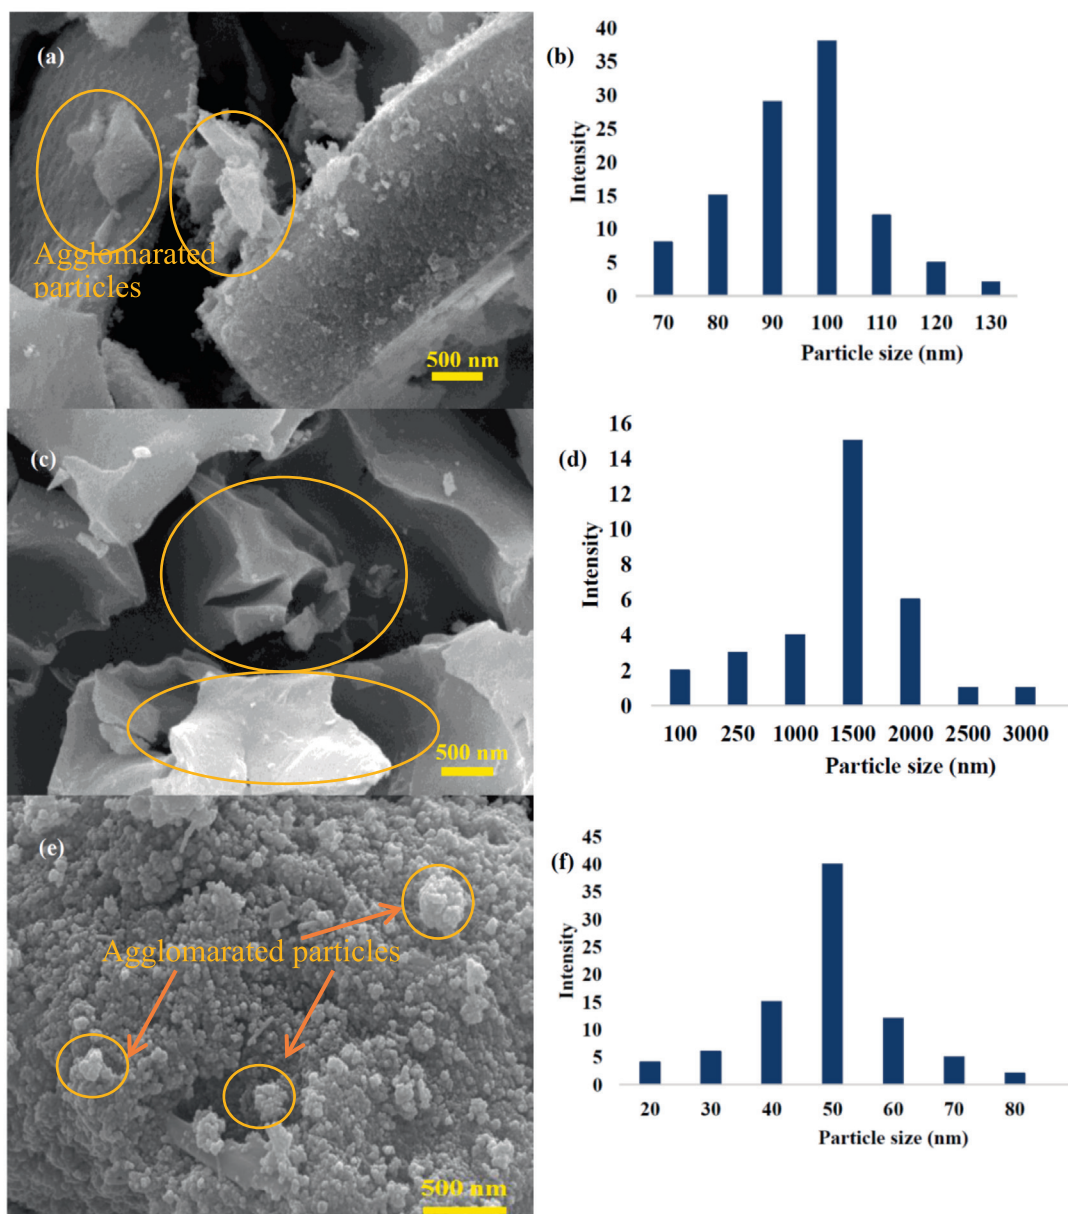 (a)
Agglomarated
particles
500 nm
(b)
40
35
30
25
20
15
10
5
0
Intensity
70 80 90 100 110 120 130
Particle size (nm)
(c)
500 nm
(d)
16
14
12
10
8
6
4
2
0
Intensity
100 250 1000 1500 2000 2500 3000
Particle size (nm)
(e)
Agglomarated particles
500 nm
(f)
45
40
35
30
25
20
15
10
5
0
Intensity
20 30 40 50 60 70 80
Particle size (nm)